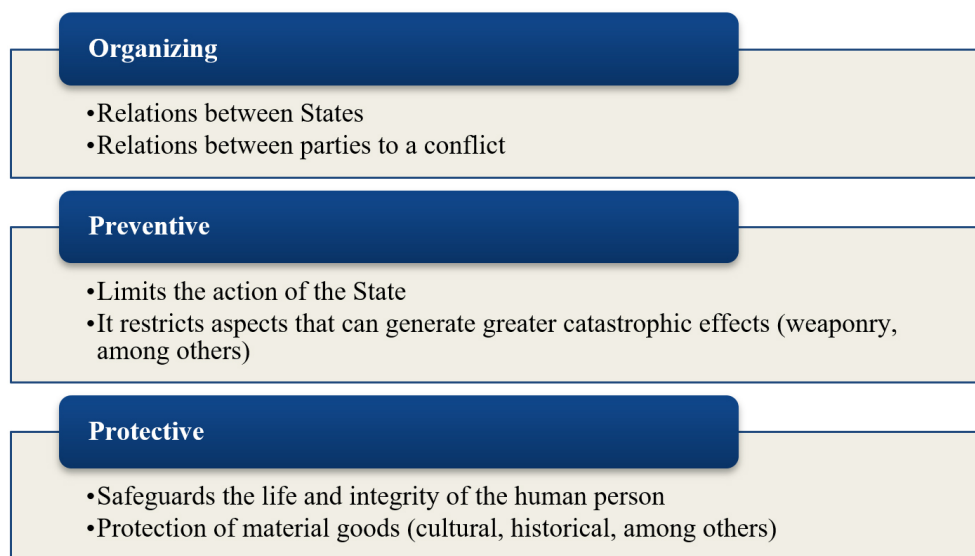 Organizing
•Relations between States
•Relations between parties to a conflict
Preventive
•Limits the action of the State
•It restricts aspects that can generate greater catastrophic effects (weaponry,
among others)
Protective
•Safeguards the life and integrity of the human person
•Protection of material goods (cultural, historical, among others)